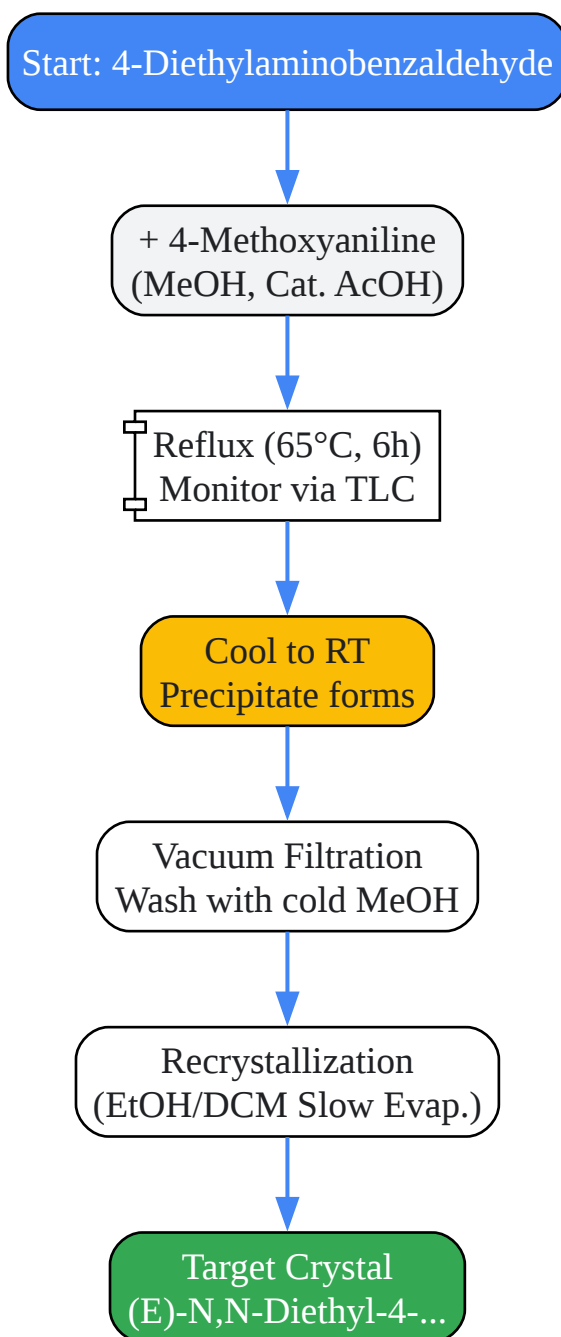 Start: 4-Diethylaminobenzaldehyde
+ 4-Methoxyaniline
(MeOH, Cat. AcOH)
Reflux (65°C, 6h)
Monitor via TLC
Cool to RT
Precipitate forms
Vacuum Filtration
Wash with cold MeOH
Recrystallization
(EtOH/DCM Slow Evap.)
Target Crystal
(E)-N,N-Diethyl-4-...